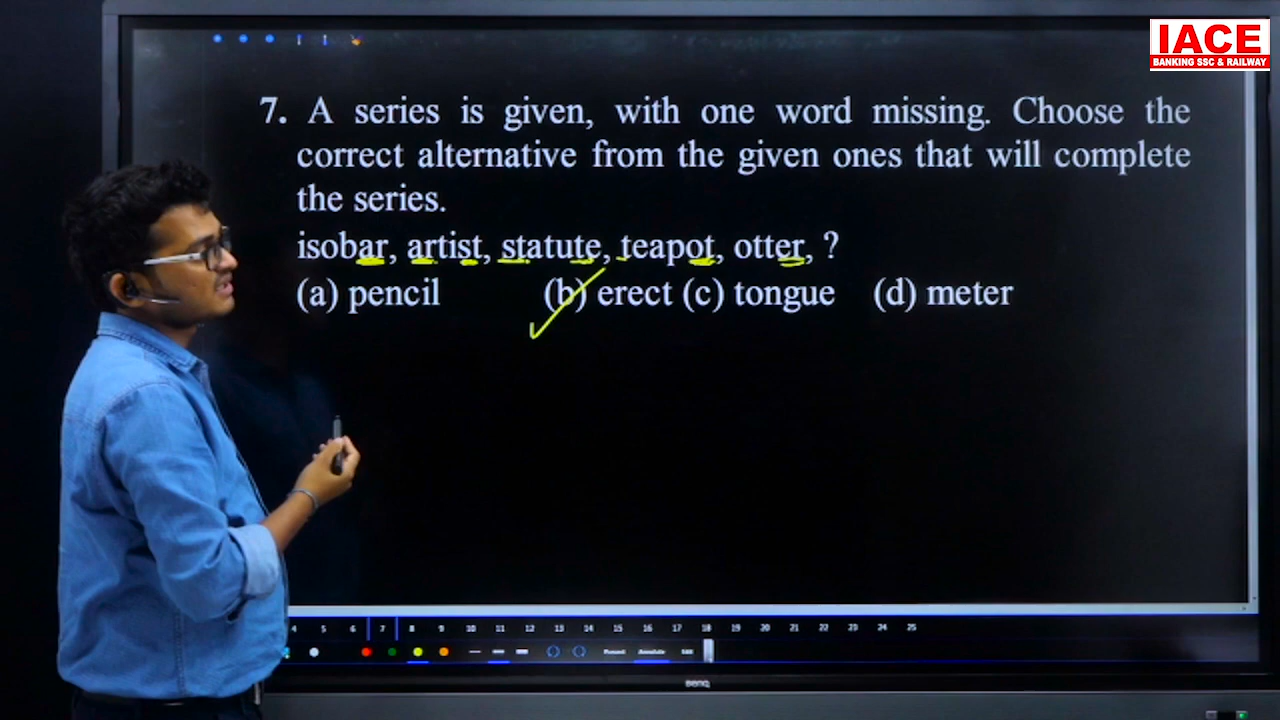 IACE
BANKING SSC & RAILWAY
7. A series is given, with one word missing. Choose the
correct alternative from the given ones that will complete
the series.
isobar, artist, statute, teapot, otter, ?
(a) pencil (b) erect (c) tongue (d) meter
4 5 6 7 8 9 10 11 12 13 14 15 16 17 18 19 20 21 22 23 24 25
Present Annotate Edit
BenQ